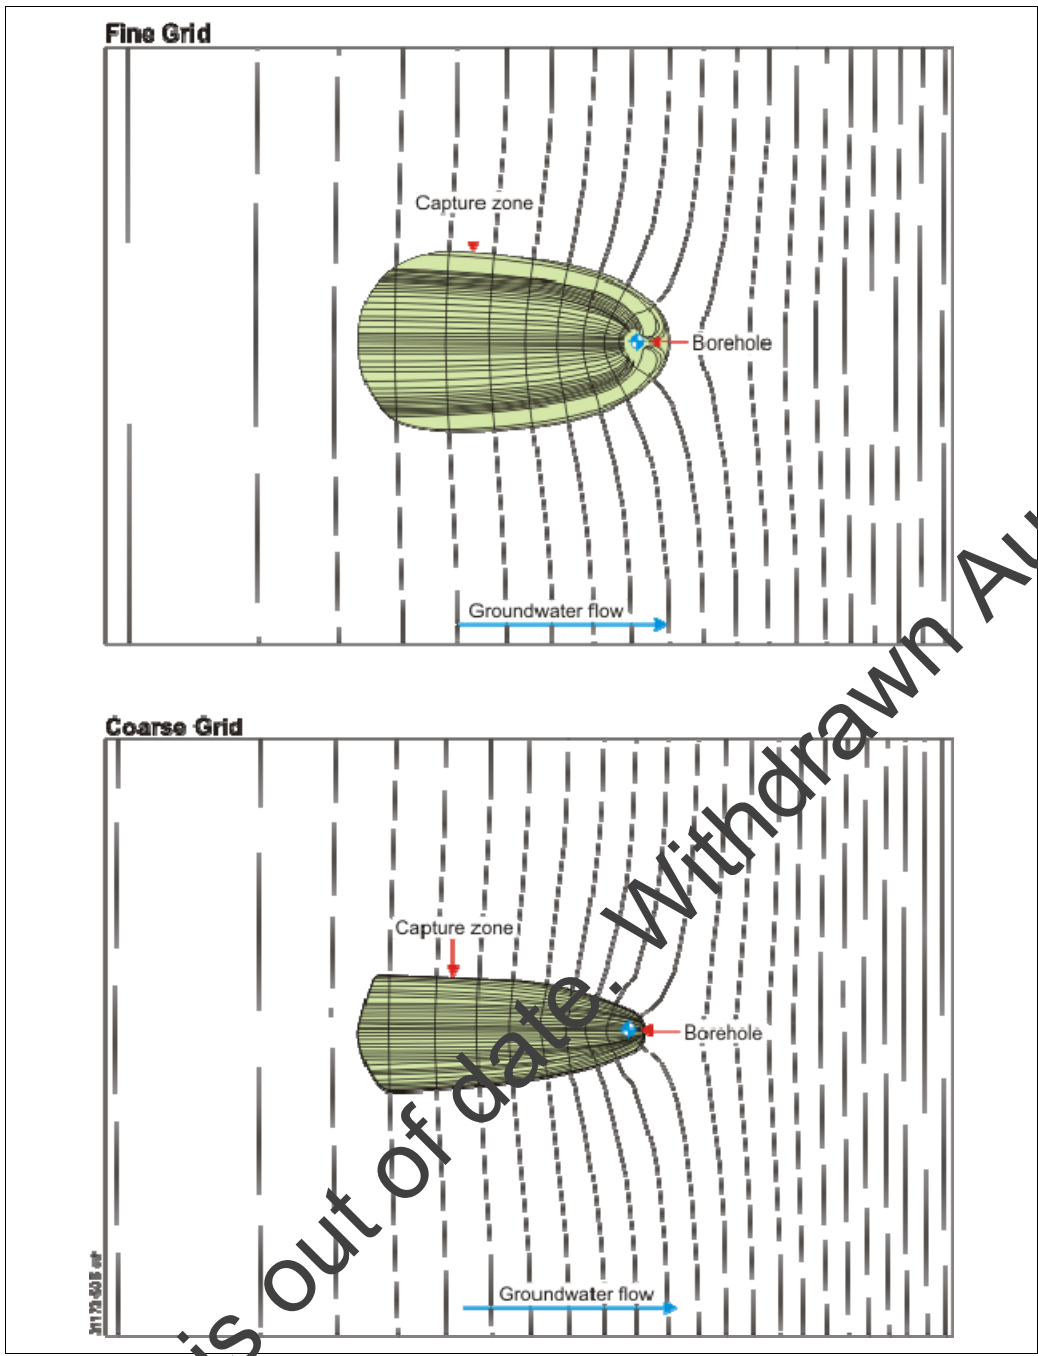 Fine Grid
Capture zone
Borehole
Groundwater flow
Coarse Grid
Capture zone
Borehole
Groundwater flow
is out of date. Withdrawn Au